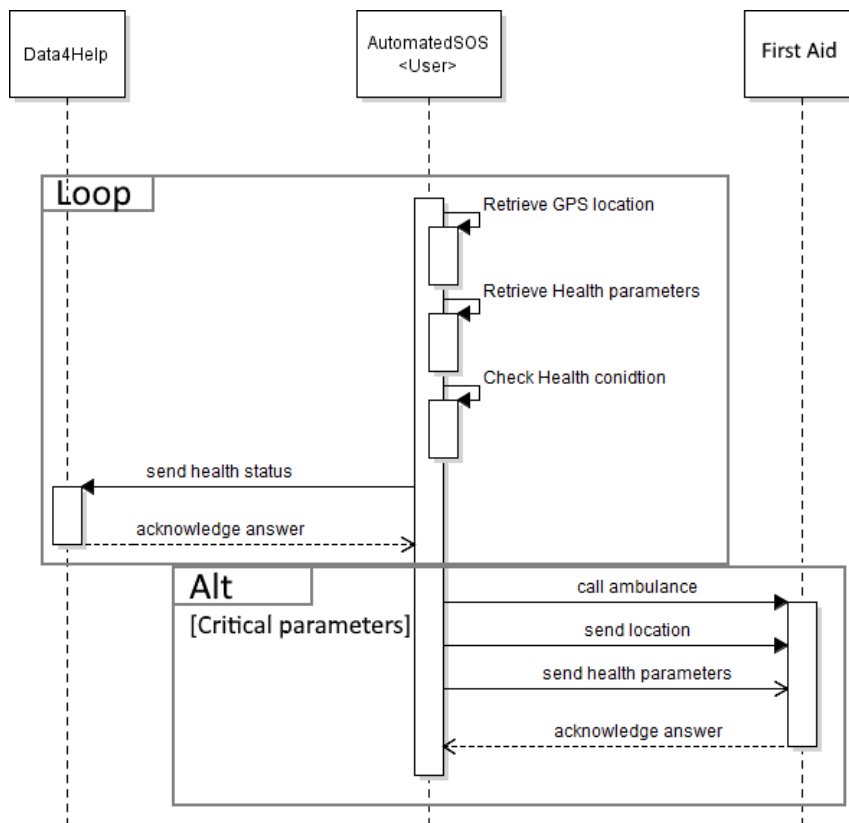 Data4Help
AutomatedSOS
<User>
First Aid
Loop
Retrieve GPS location
Retrieve Health parameters
Check Health conidtion
send health status
acknowledge answer
Alt
[Critical parameters]
call ambulance
send location
send health parameters
acknowledge answer